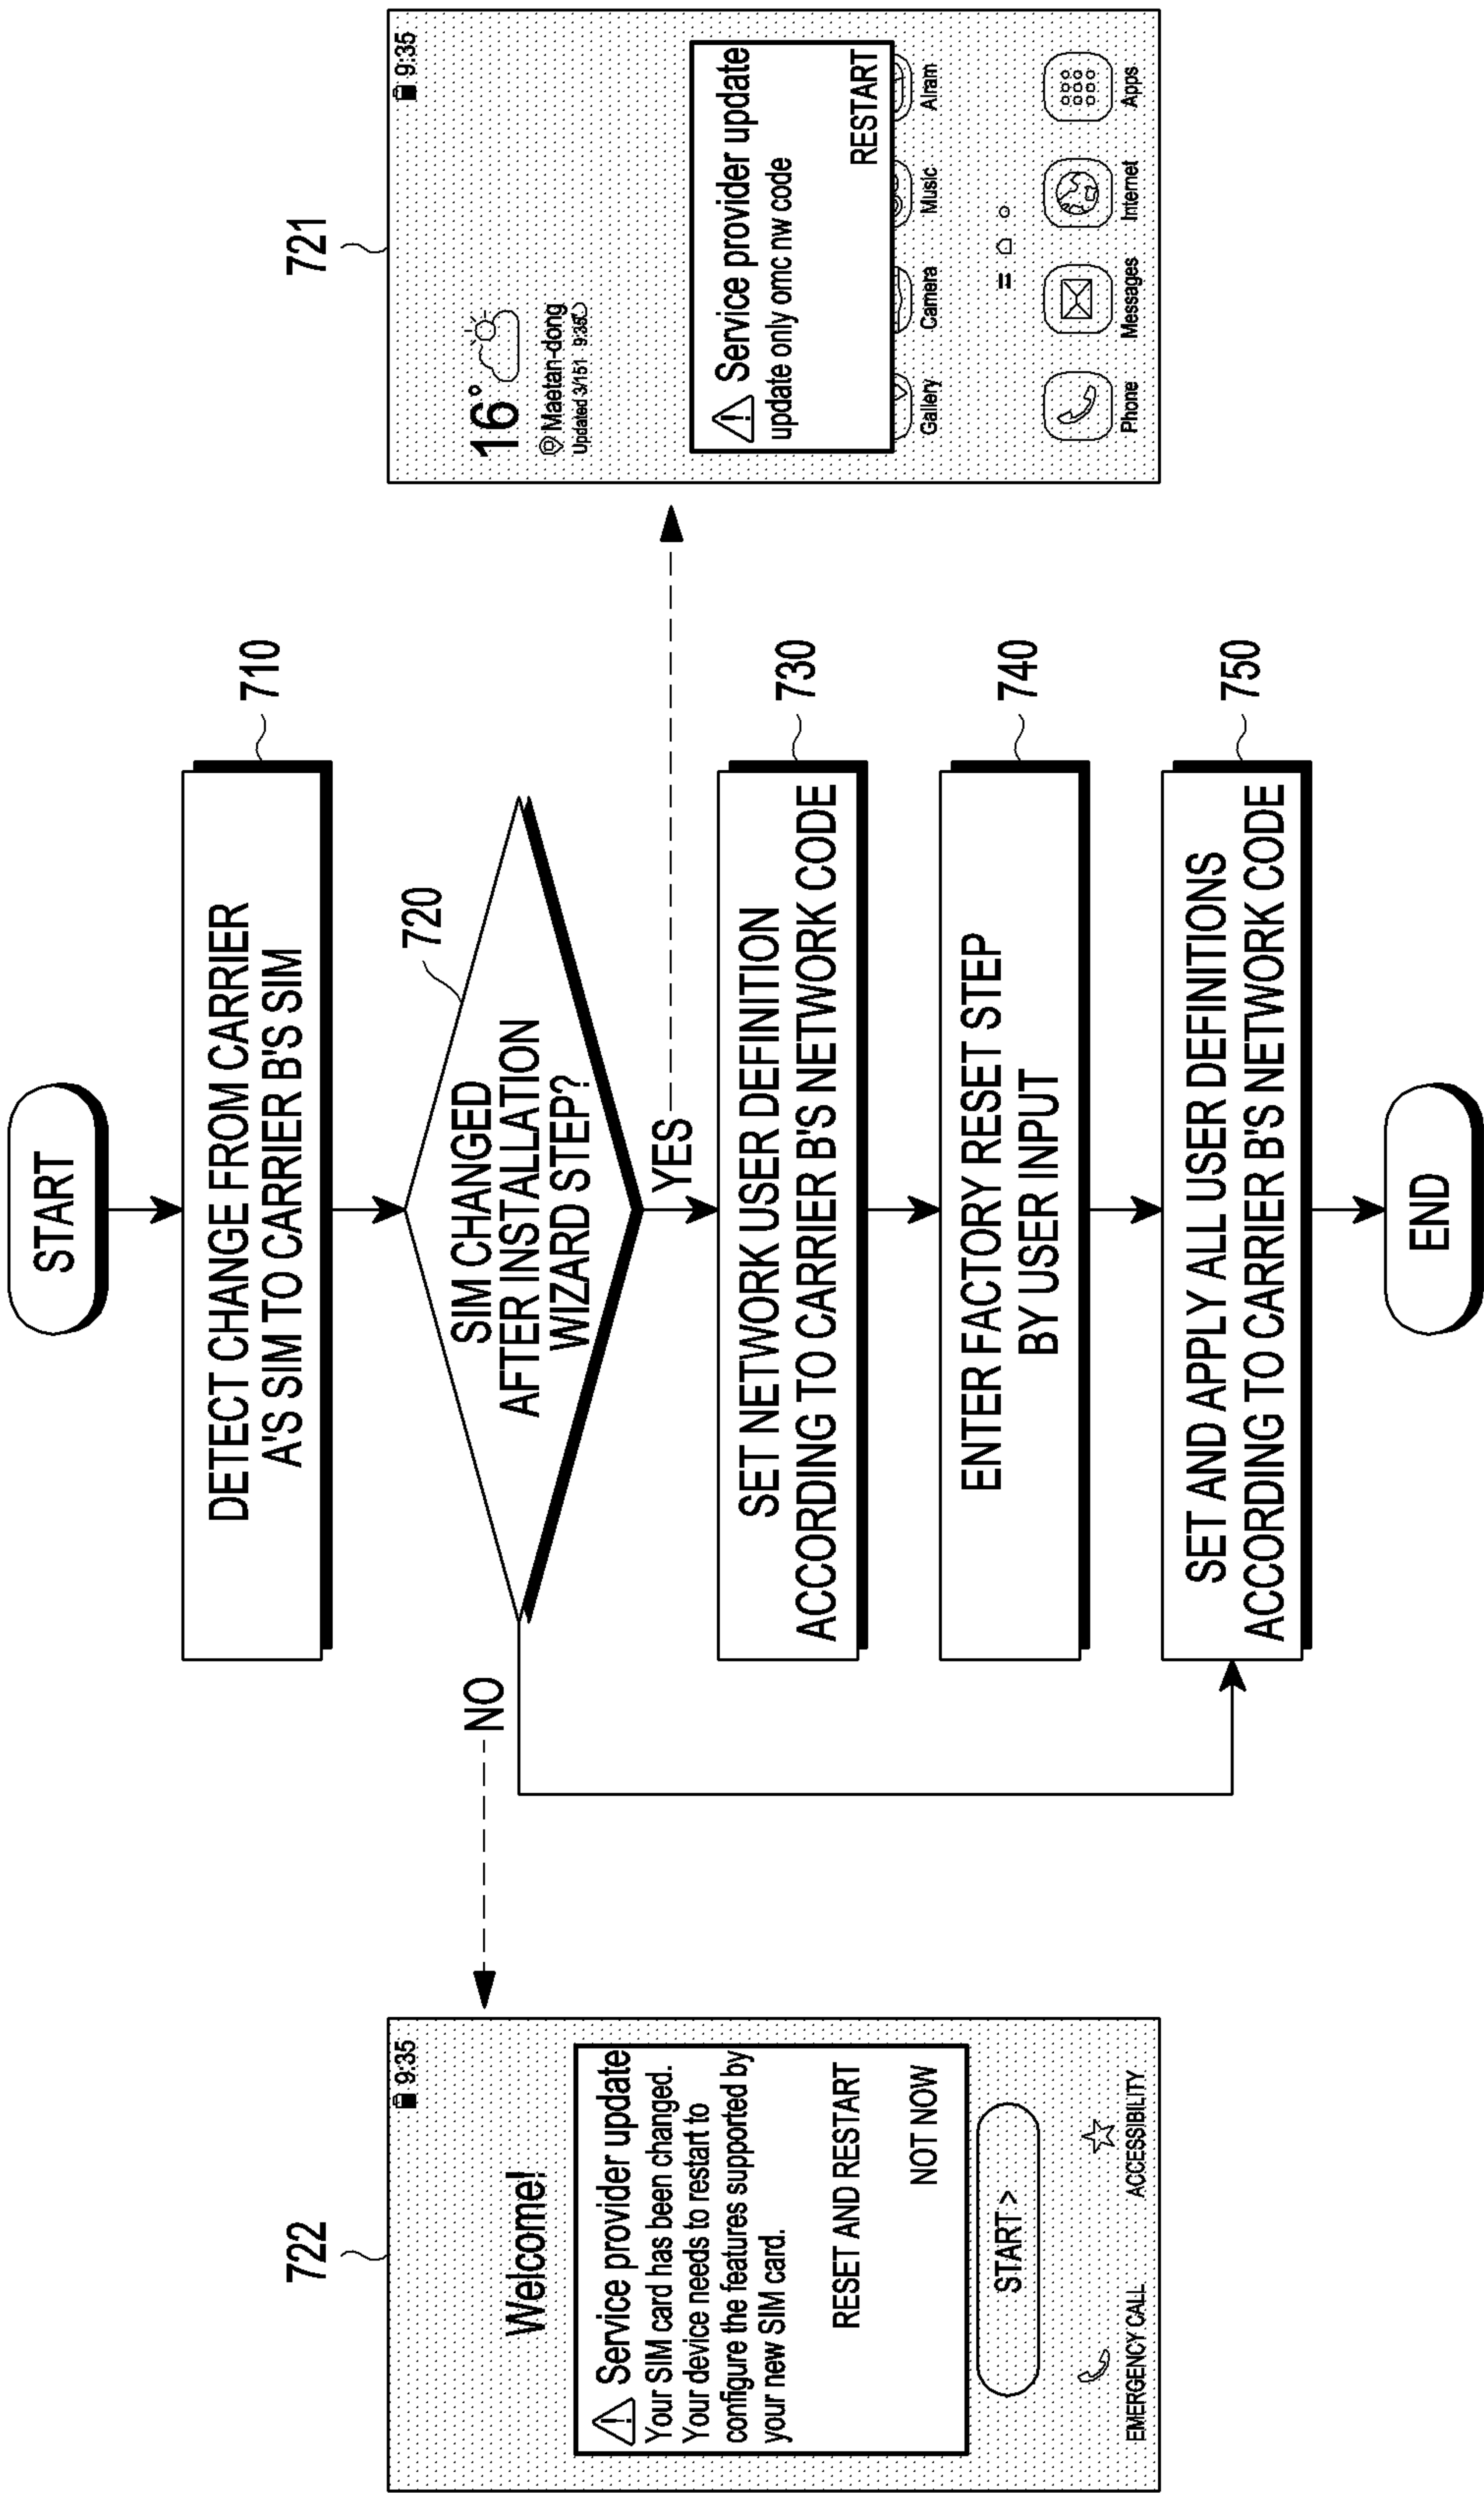 START
DETECT CHANGE FROM CARRIER
A'S SIM TO CARRIER B'S SIM
710
720
SIM CHANGED
AFTER INSTALLATION
WIZARD STEP?
NO
YES
SET NETWORK USER DEFINITION
ACCORDING TO CARRIER B'S NETWORK CODE
730
ENTER FACTORY RESET STEP
BY USER INPUT
740
SET AND APPLY ALL USER DEFINITIONS
ACCORDING TO CARRIER B'S NETWORK CODE
750
END
722
9:35
Welcome!
Service provider update
Your SIM card has been changed.
Your device needs to restart to
configure the features supported by
your new SIM card.
RESET AND RESTART
NOT NOW
START >
EMERGENCY CALL
ACCESSIBILITY
721
9:35
16°
Maetan-dong
Updated 3/151 9:35
Service provider update
update only omc nw code
RESTART
Gallery
Camera
Music
Alram
Phone
Messages
Internet
Apps